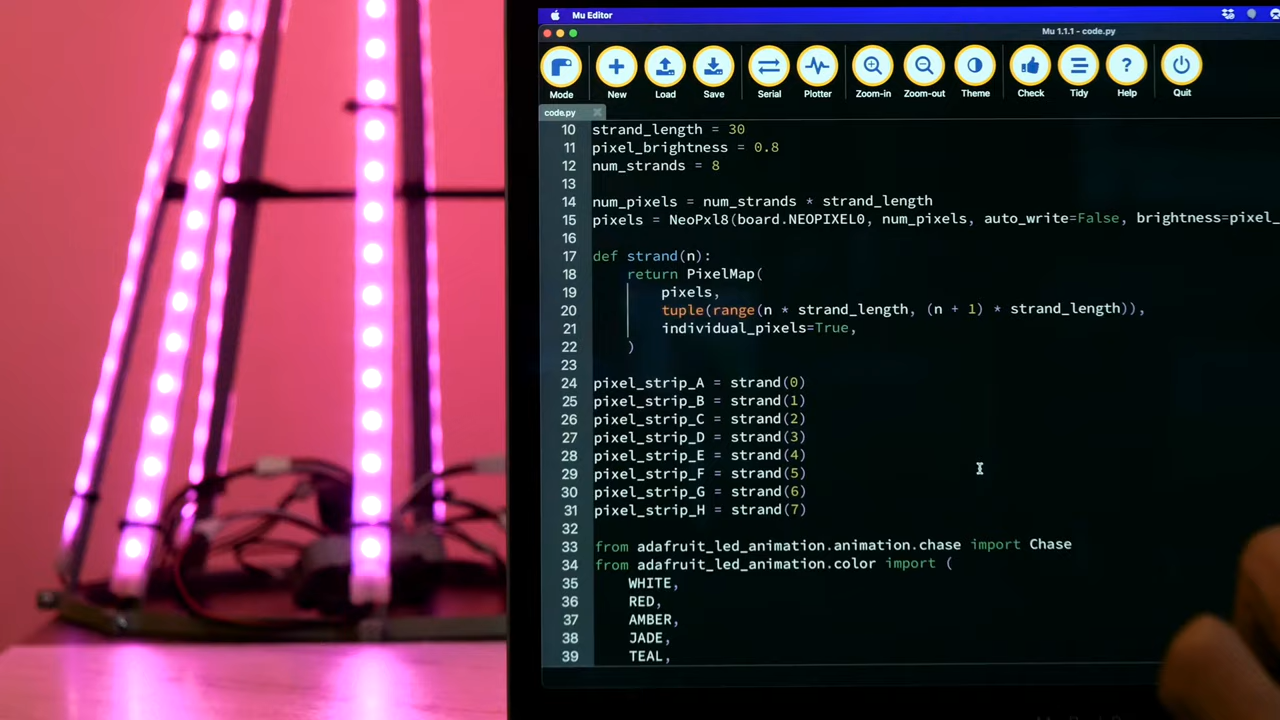 Mu Editor
Mu 1.1.1 - code.py
Mode New Load Save Serial Plotter Zoom-in Zoom-out Theme Check Tidy Help Quit
code.py
10 strand_length = 30
11 pixel_brightness = 0.8
12 num_strands = 8
13
14 num_pixels = num_strands * strand_length
15 pixels = NeoPxl8(board.NEOPIXEL0, num_pixels, auto_write=False, brightness=pixel_
16
17 def strand(n):
18 return PixelMap(
19 pixels,
20 tuple(range(n * strand_length, (n + 1) * strand_length)),
21 individual_pixels=True,
22 )
23
24 pixel_strip_A = strand(0)
25 pixel_strip_B = strand(1)
26 pixel_strip_C = strand(2)
27 pixel_strip_D = strand(3)
28 pixel_strip_E = strand(4)
29 pixel_strip_F = strand(5)
30 pixel_strip_G = strand(6)
31 pixel_strip_H = strand(7)
32
33 from adafruit_led_animation.animation.chase import Chase
34 from adafruit_led_animation.color import (
35 WHITE,
36 RED,
37 AMBER,
38 JADE,
39 TEAL,